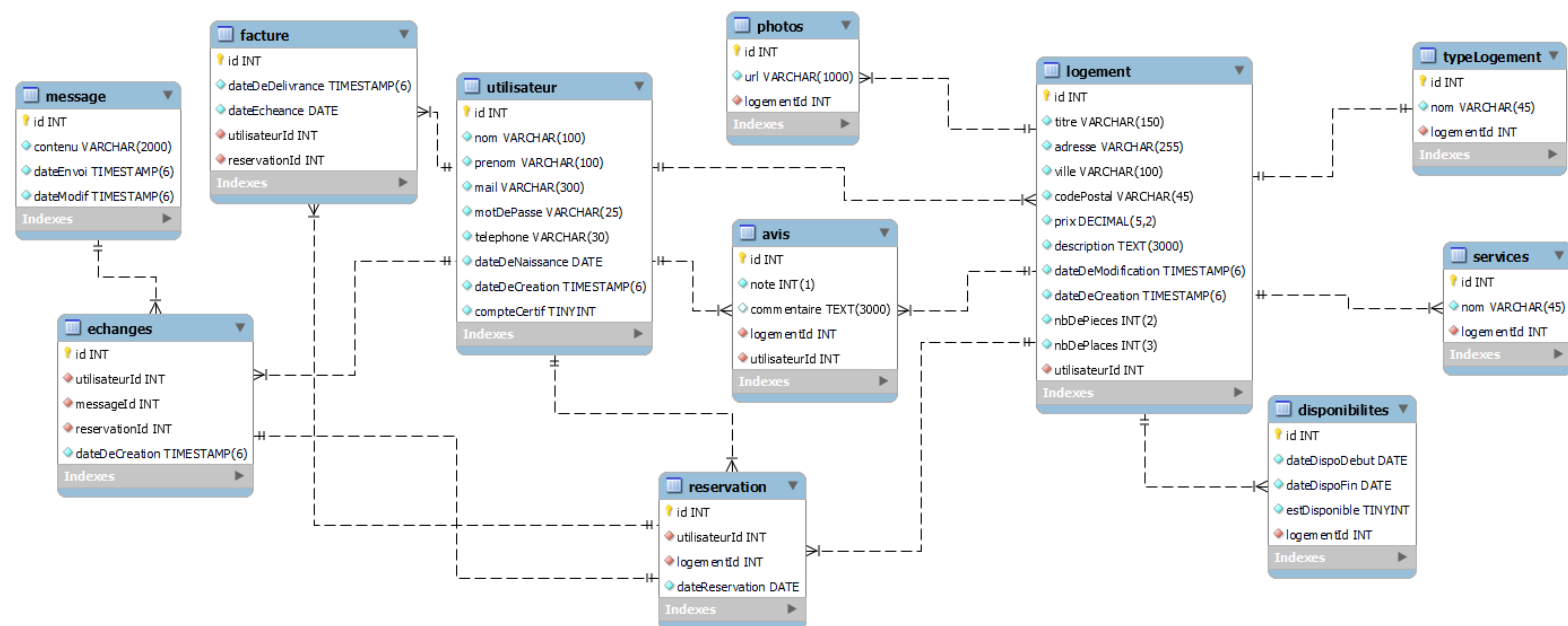 message
id INT
contenu VARCHAR(2000)
dateEnvoi TIMESTAMP(6)
dateModif TIMESTAMP(6)
Indexes
facture
id INT
dateDeDelivrance TIMESTAMP(6)
dateEcheance DATE
utilisateurId INT
reservationId INT
Indexes
echanges
id INT
utilisateurId INT
messageId INT
reservationId INT
dateDeCreation TIMESTAMP(6)
Indexes
utilisateur
id INT
nom VARCHAR(100)
prenom VARCHAR(100)
mail VARCHAR(300)
motDePasse VARCHAR(25)
telephone VARCHAR(30)
dateDeNaissance DATE
dateDeCreation TIMESTAMP(6)
compteCertif TINYINT
Indexes
photos
id INT
url VARCHAR(1000)
logementId INT
Indexes
avis
id INT
note INT(1)
commentaire TEXT(3000)
logementId INT
utilisateurId INT
Indexes
reservation
id INT
utilisateurId INT
logementId INT
dateReservation DATE
Indexes
logement
id INT
titre VARCHAR(150)
adresse VARCHAR(255)
ville VARCHAR(100)
codePostal VARCHAR(45)
prix DECIMAL(5,2)
description TEXT(3000)
dateDeModification TIMESTAMP(6)
dateDeCreation TIMESTAMP(6)
nbDePieces INT(2)
nbDePlaces INT(3)
utilisateurId INT
Indexes
typeLogement
id INT
nom VARCHAR(45)
logementId INT
Indexes
services
id INT
nom VARCHAR(45)
logementId INT
Indexes
disponibilites
id INT
dateDispoDebut DATE
dateDispoFin DATE
estDisponible TINYINT
logementId INT
Indexes